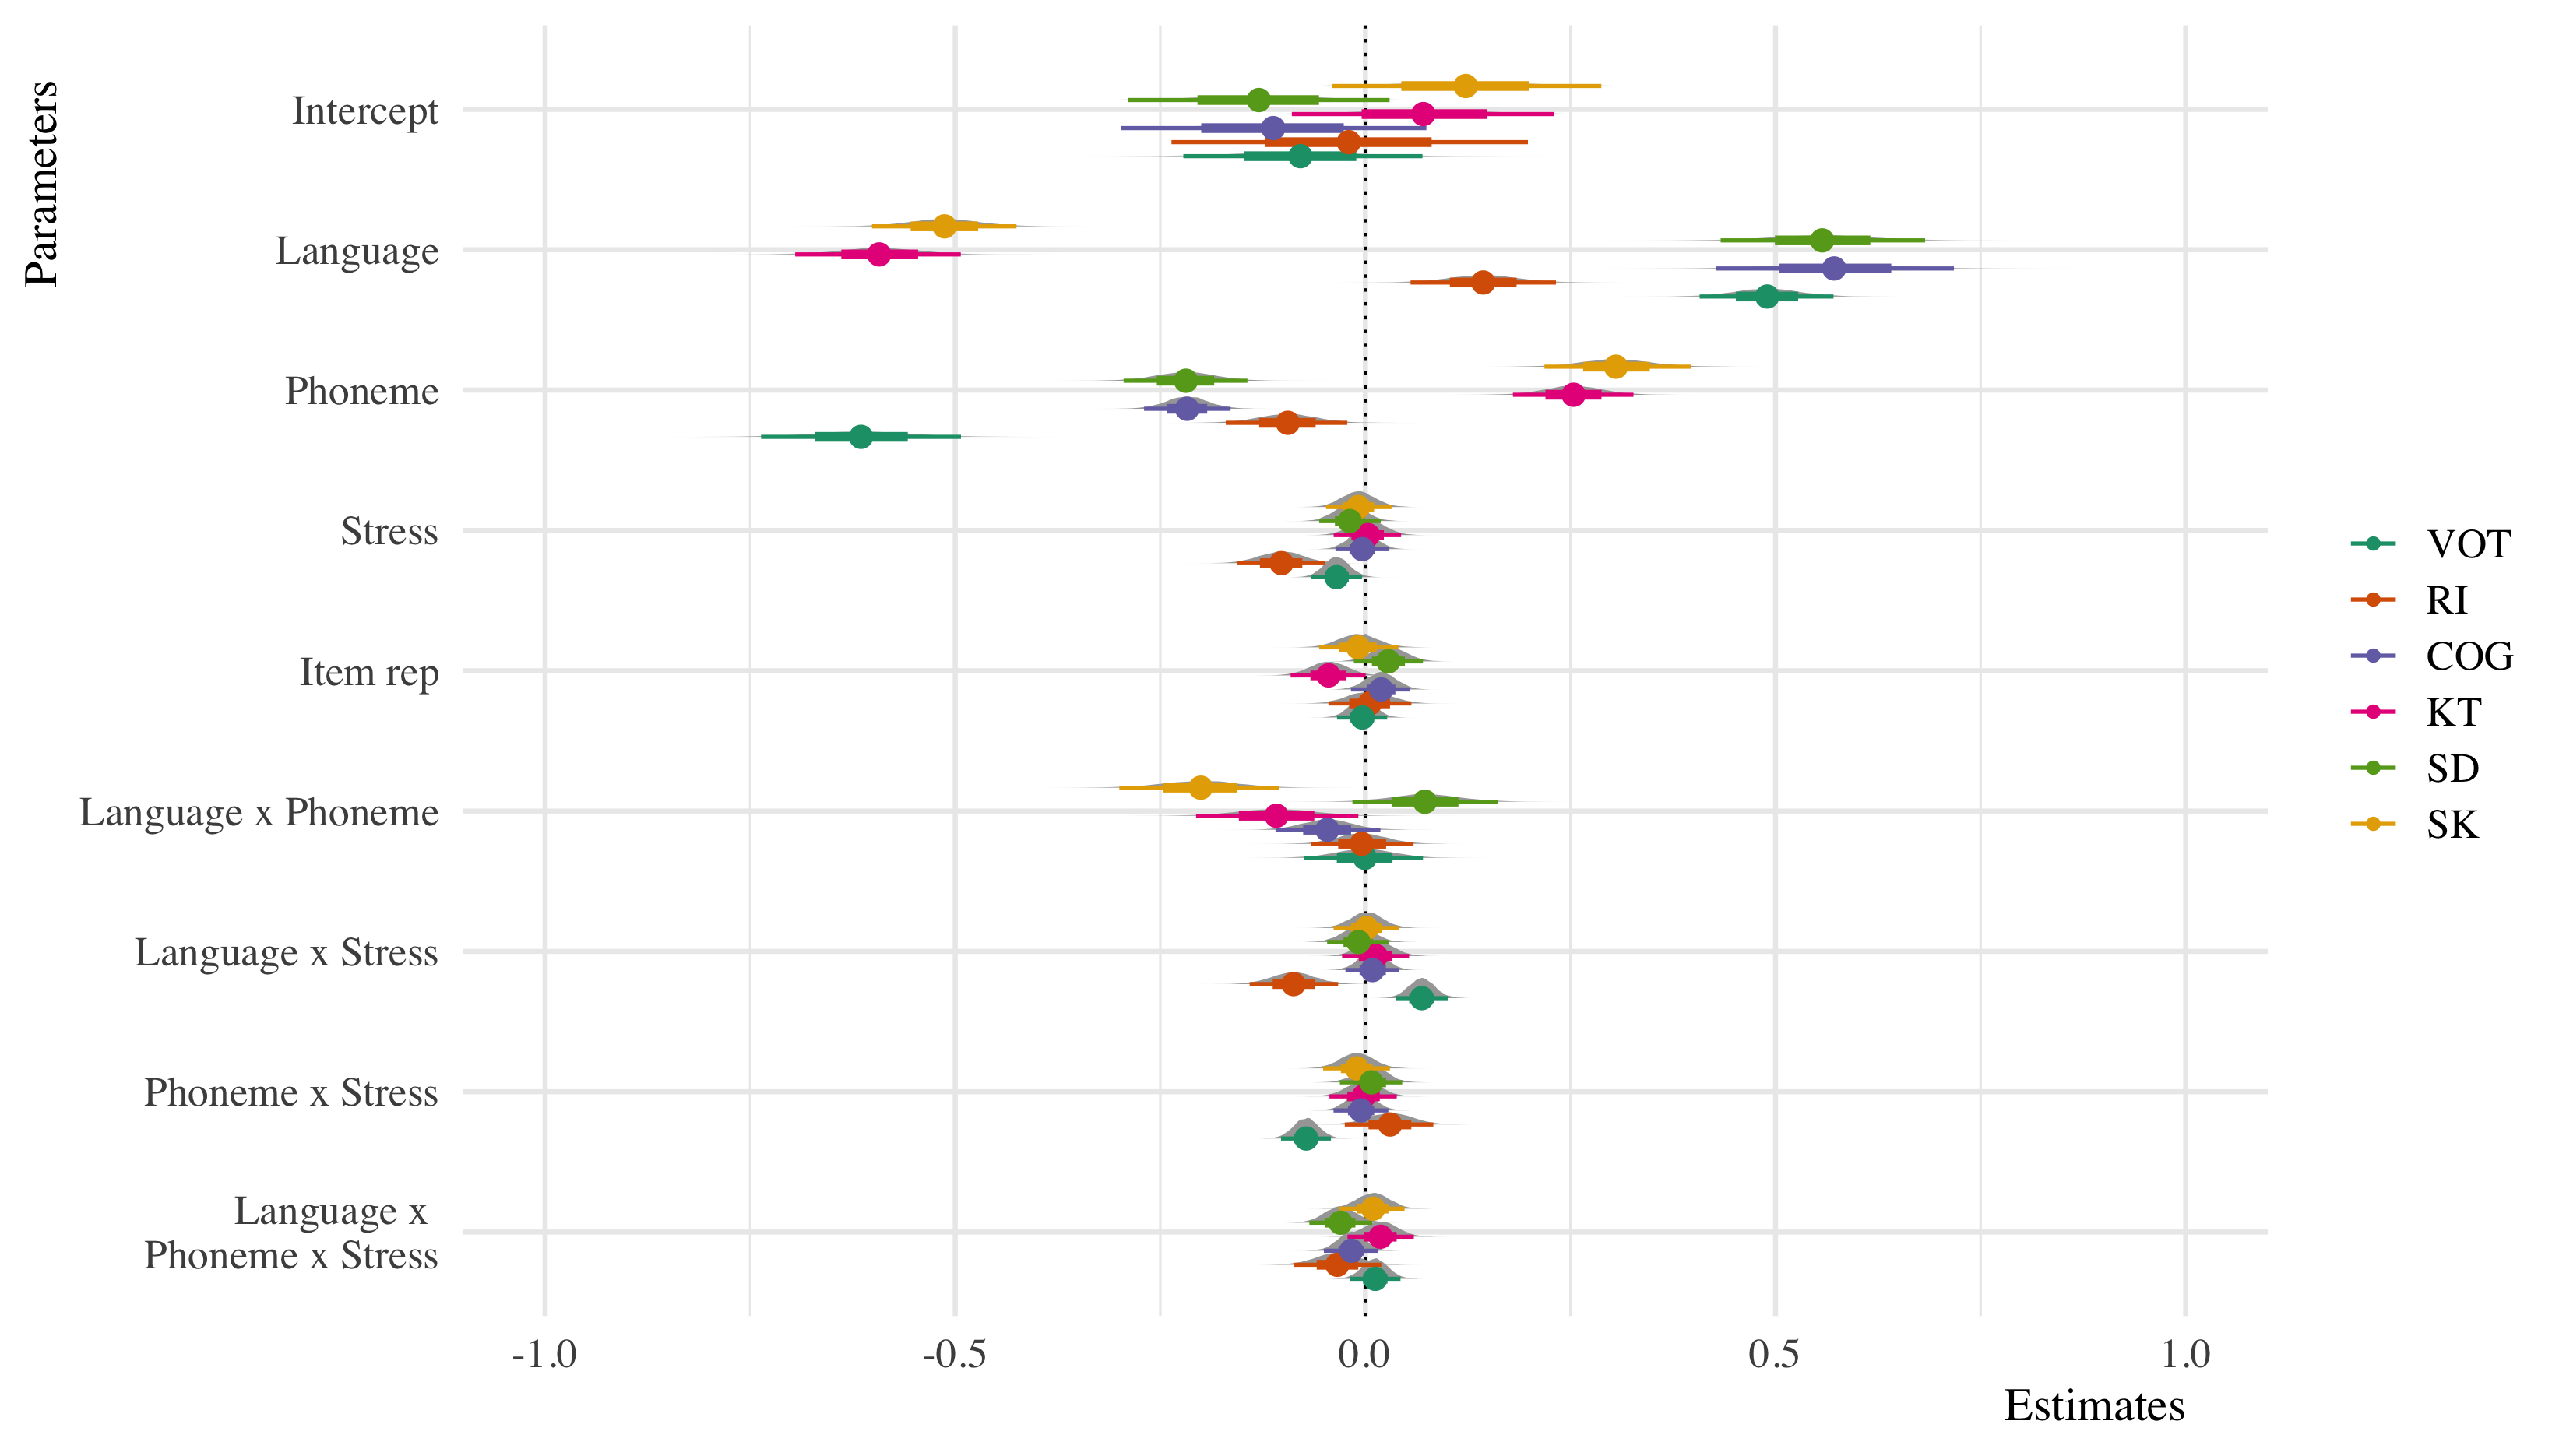 Parameters
Intercept
Language
Phoneme
Stress
Item rep
Language x Phoneme
Language x Stress
Phoneme x Stress
Language x
Phoneme x Stress
-1.0
-0.5
0.0
0.5
1.0
Estimates
VOT
RI
COG
KT
SD
SK